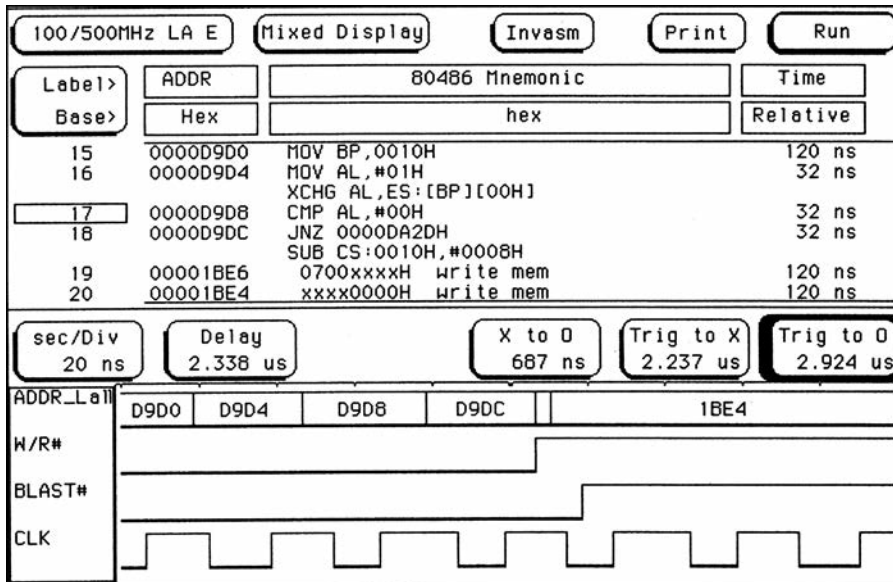 100/500MHz LA E Mixed Display Invasm Print Run
Label> ADDR 80486 Mnemonic Time
Base> Hex hex Relative
15 0000D9D0 MOV BP,0010H 120 ns
16 0000D9D4 MOV AL,#01H 32 ns
XCHG AL,ES:[BP][00H]
17 0000D9D8 CMP AL,#00H 32 ns
18 0000D9DC JNZ 0000DA2DH 32 ns
SUB CS:0010H,#0008H
19 00001BE6 0700xxxxH write mem 120 ns
20 00001BE4 xxxx0000H write mem 120 ns
sec/Div Delay X to O Trig to X Trig to O
20 ns 2.338 us 687 ns 2.237 us 2.924 us
ADDR_Lall D9D0 D9D4 D9D8 D9DC 1BE4
W/R#
BLAST#
CLK